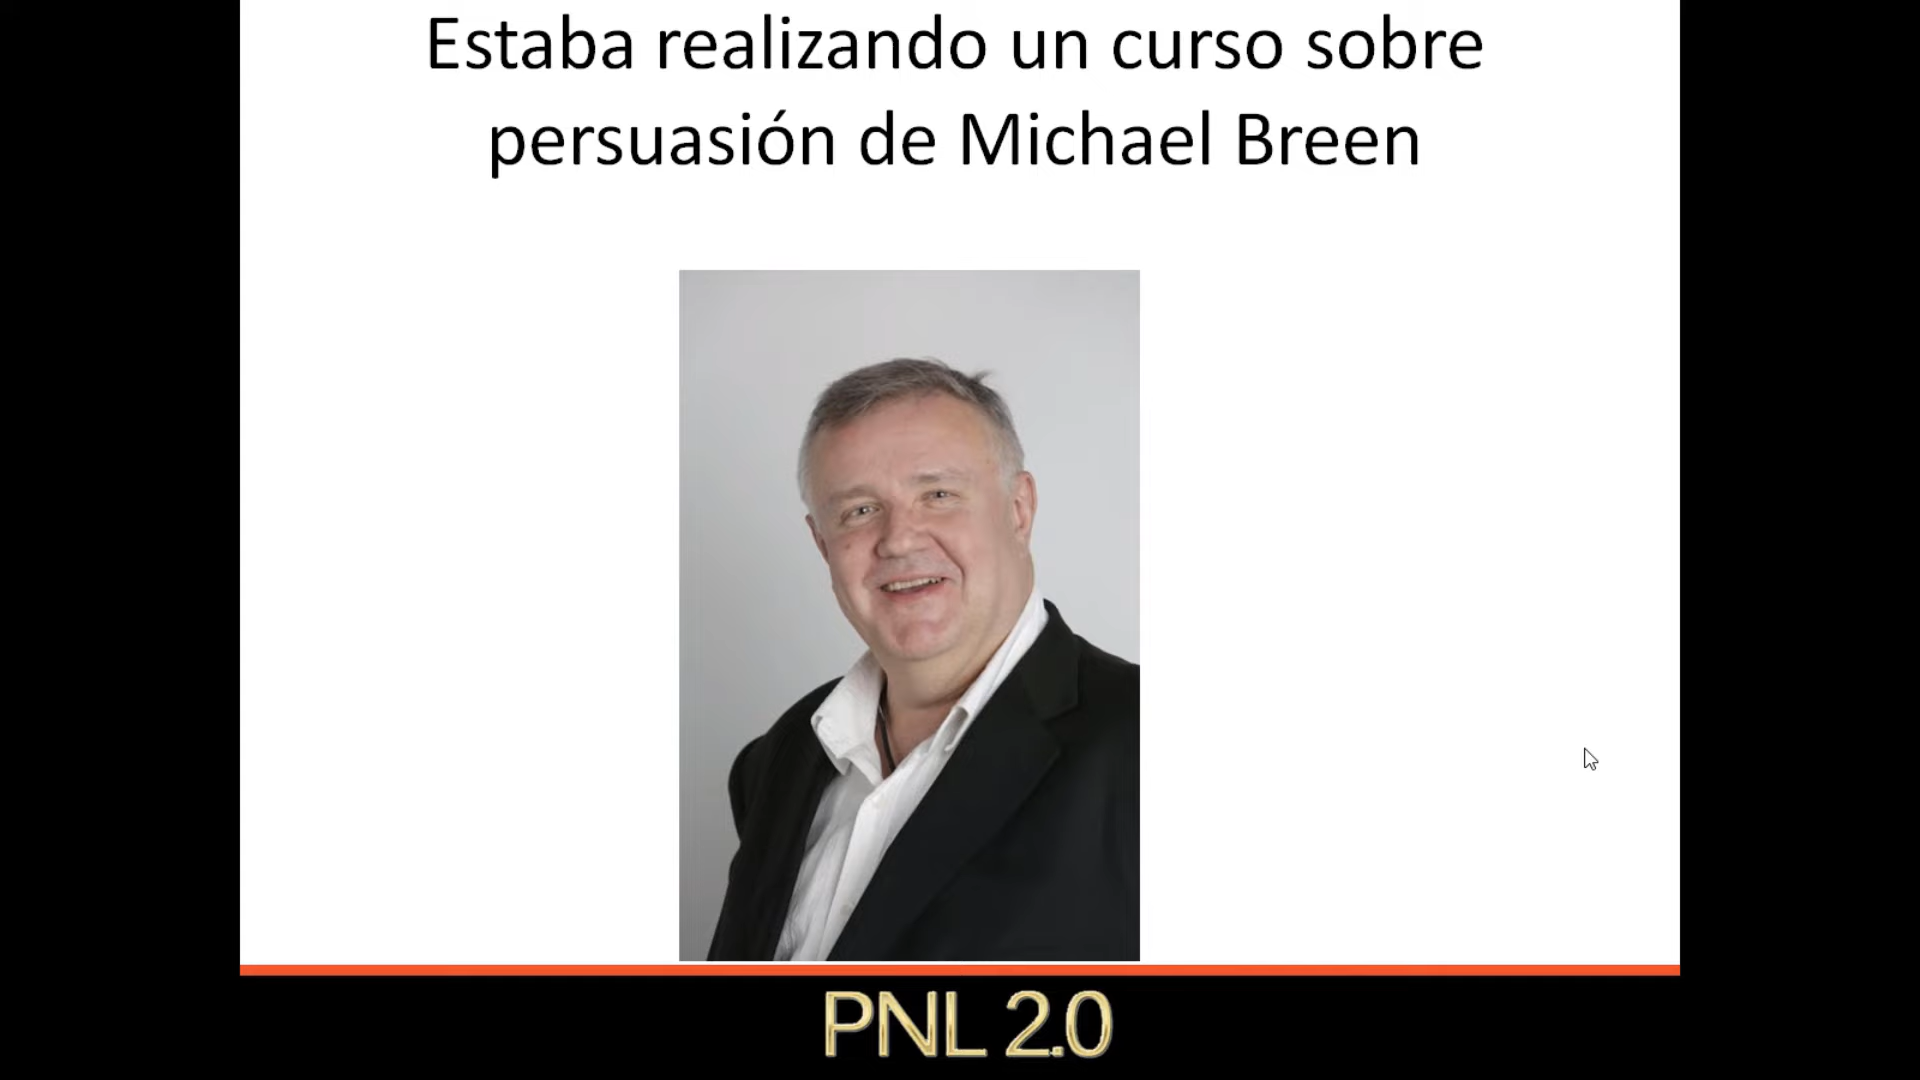 Estaba realizando un curso sobre
persuasión de Michael Breen
PNL 2.0